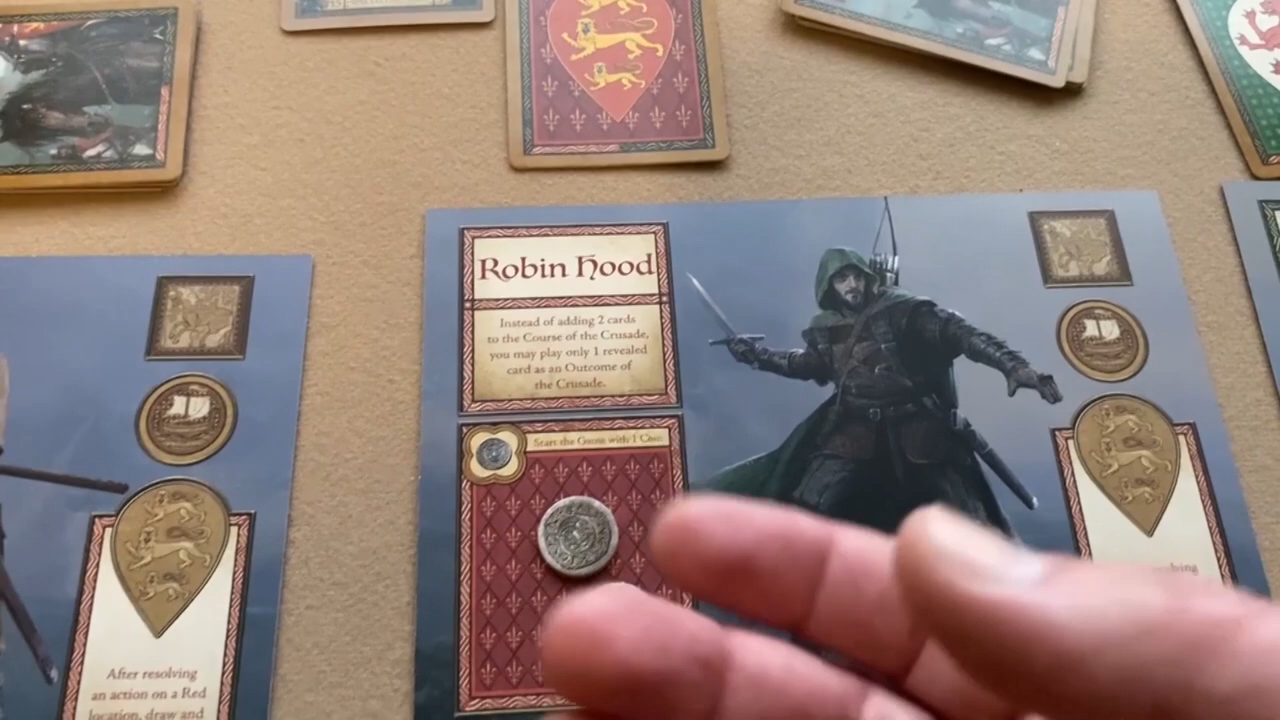 Robin Hood
Instead of adding 2 cards
to the Course of the Crusade,
you may play only 1 revealed
card as an Outcome of
the Crusade.
Start the Game with 1 Coin
After resolving
an action on a Red
location, draw and